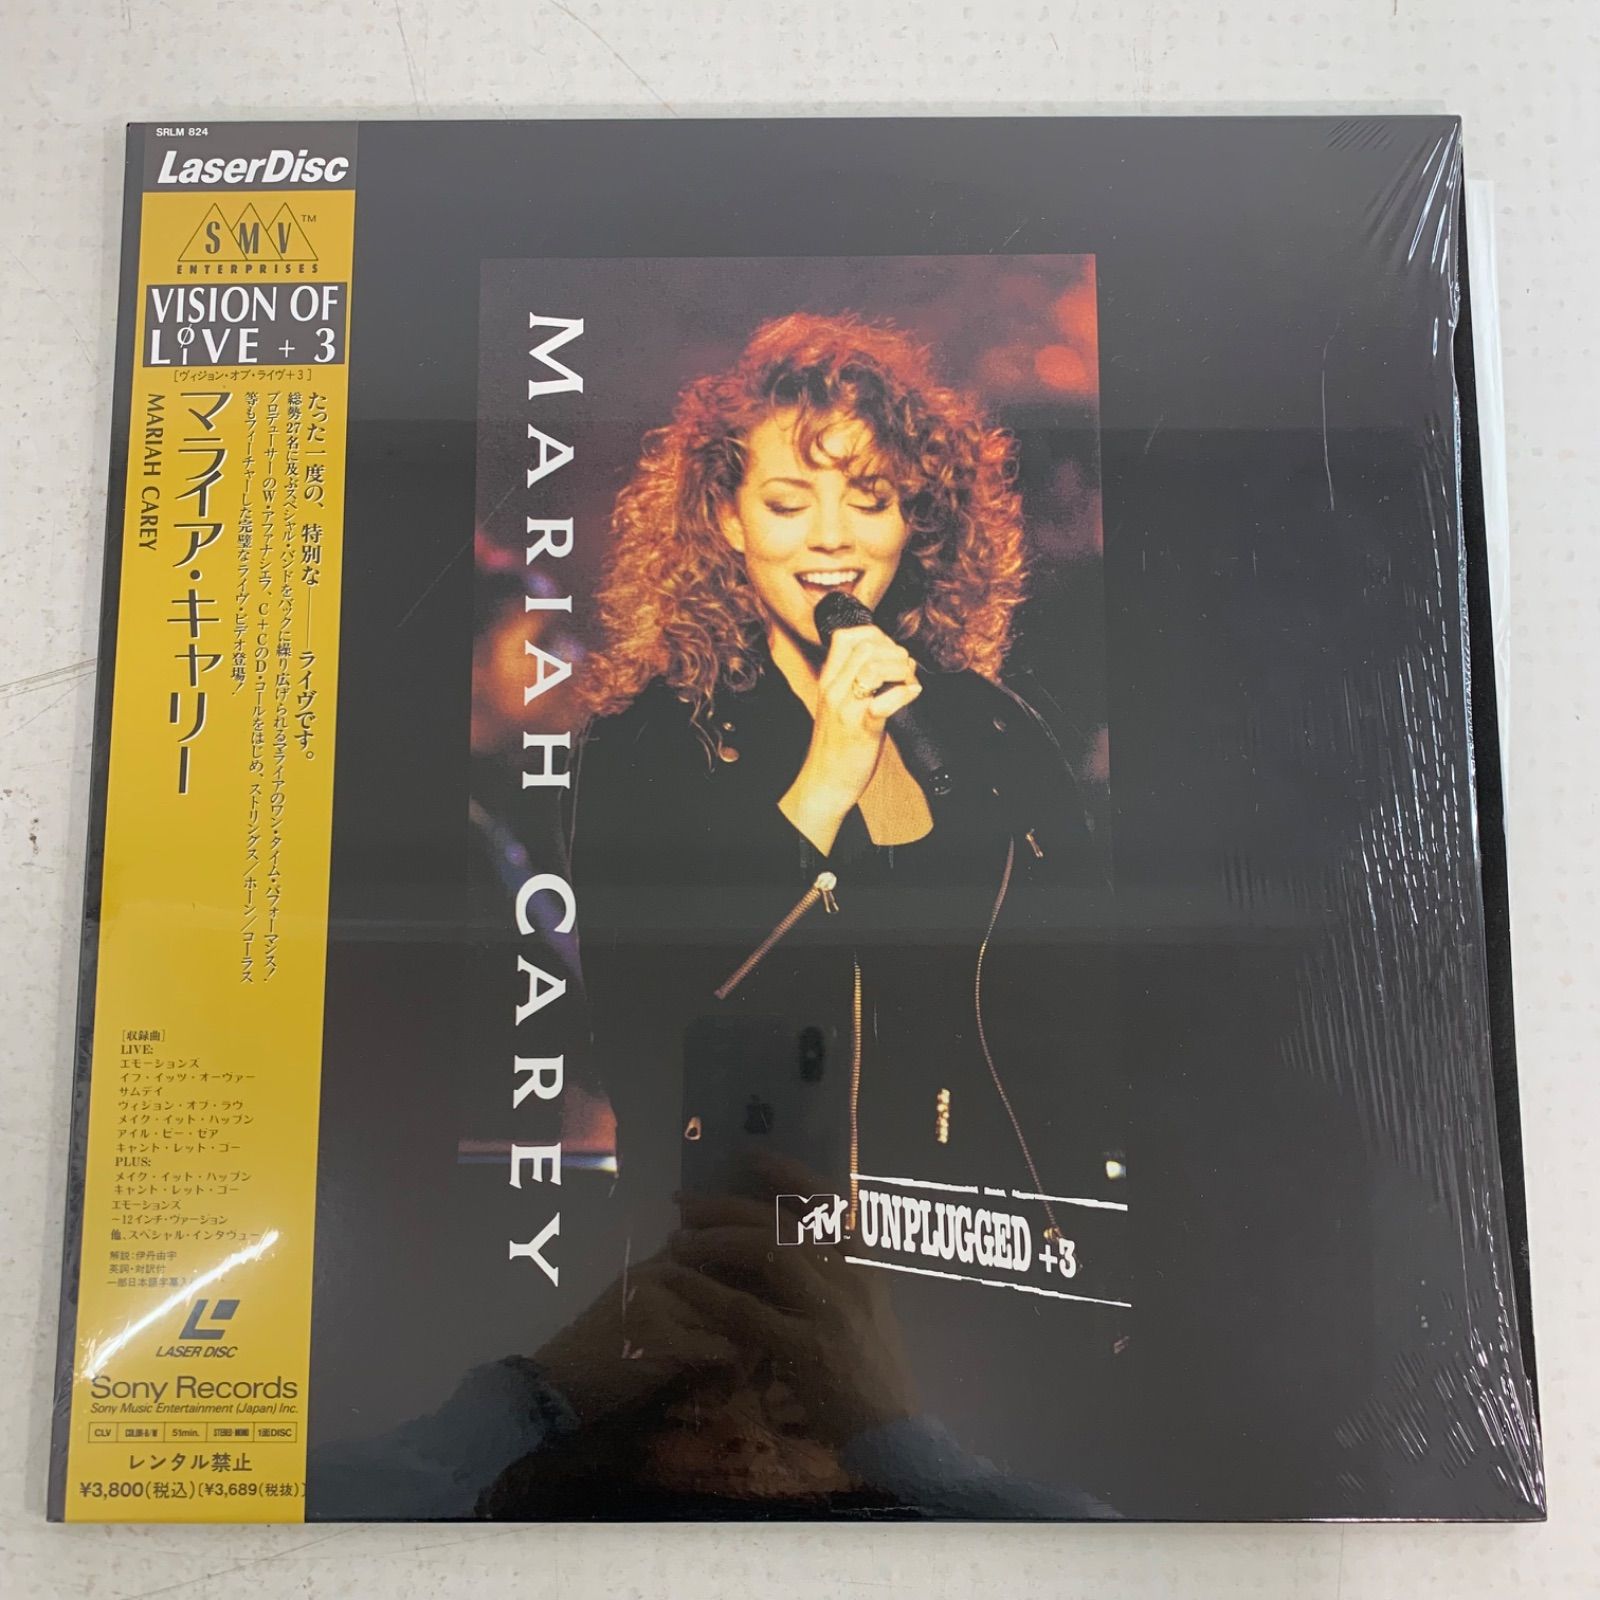 SRLM 824
LaserDisc
SMV™
ENTERPRISES
VISION OF
LIVE + 3
[ヴィジョン・オブ・ライヴ+3]
マライア・キャリー
MARIAH CAREY
たった一度の、特別な——ライヴです。
総勢27名に及ぶスペシャル・バンドをバックに繰り広げられるマライアのワン・タイム・パフォーマンス!
プロデューサーのW・アファナシエフ、C+CのD・コールをはじめ、ストリングス/ホーン/コーラス
等もフィーチャーした完璧なライヴ・ビデオ登場!
[収録曲]
LIVE:
エモーションズ
イフ・イッツ・オーヴァー
サムデイ
ヴィジョン・オブ・ラヴ
メイク・イット・ハップン
アイル・ビー・ゼア
キャント・レット・ゴー
PLUS:
メイク・イット・ハップン
キャント・レット・ゴー
エモーションズ
〜12インチ・ヴァージョン
他、スペシャル・インタヴュー
解説:伊丹由宇
英詞・対訳付
一部日本語字幕入
LASER DISC
Sony Records
Sony Music Entertainment (Japan) Inc.
CLV COLOR・B/W 51min. STEREO・MONO 1面DISC
レンタル禁止
¥3,800(税込)[¥3,689(税抜)]
MARIAH CAREY
MTV UNPLUGGED +3